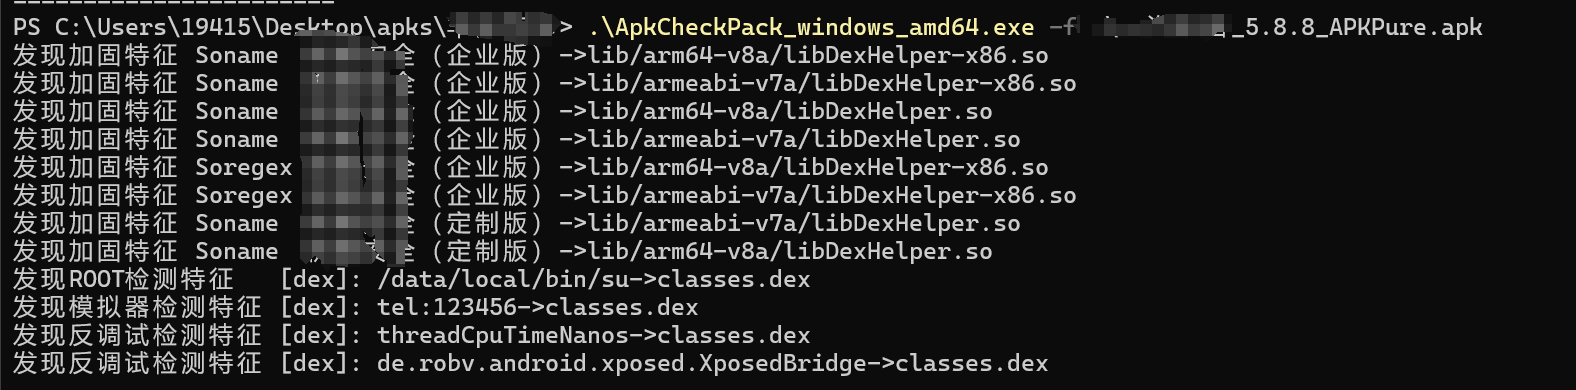 PS C:\Users\19415\Desktop\apks\ > .\ApkCheckPack_windows_amd64.exe -f _5.8.8_APKPure.apk
发现加固特征 Soname 全（企业版）->lib/arm64-v8a/libDexHelper-x86.so
发现加固特征 Soname 全（企业版）->lib/armeabi-v7a/libDexHelper-x86.so
发现加固特征 Soname 全（企业版）->lib/arm64-v8a/libDexHelper.so
发现加固特征 Soname 全（企业版）->lib/armeabi-v7a/libDexHelper.so
发现加固特征 Soregex 全（企业版）->lib/arm64-v8a/libDexHelper-x86.so
发现加固特征 Soregex 全（企业版）->lib/armeabi-v7a/libDexHelper-x86.so
发现加固特征 Soname 全（定制版）->lib/armeabi-v7a/libDexHelper.so
发现加固特征 Soname 全（定制版）->lib/arm64-v8a/libDexHelper.so
发现ROOT检测特征 [dex]: /data/local/bin/su->classes.dex
发现模拟器检测特征 [dex]: tel:123456->classes.dex
发现反调试检测特征 [dex]: threadCpuTimeNanos->classes.dex
发现反调试检测特征 [dex]: de.robv.android.xposed.XposedBridge->classes.dex